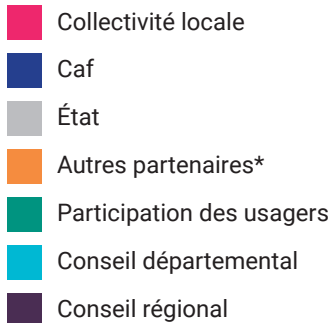 Collectivité locale
Caf
État
Autres partenaires*
Participation des usagers
Conseil départemental
Conseil régional